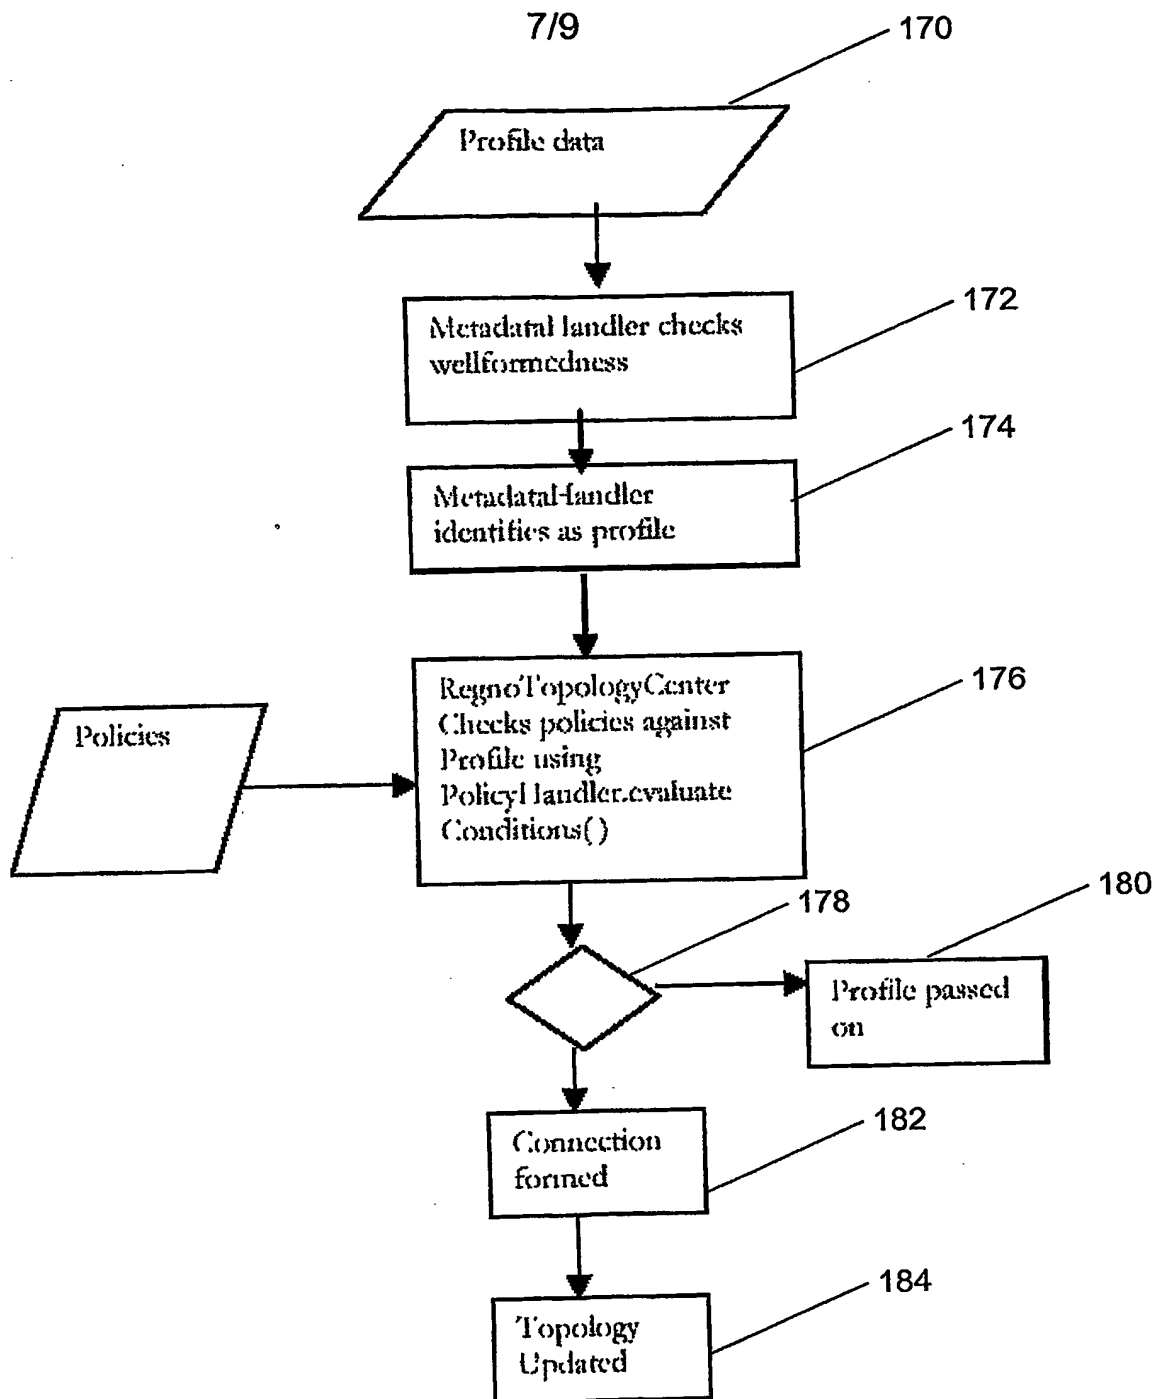 7/9
170
Profile data
172
MetadataHandler checks
wellformedness
174
MetadataHandler
identifies as profile
176
RegnoTopologyCenter
Checks policies against
Profile using
PolicyHandler.evaluate
Conditions()
Policies
178
180
Profile passed
on
182
Connection
formed
184
Topology
Updated